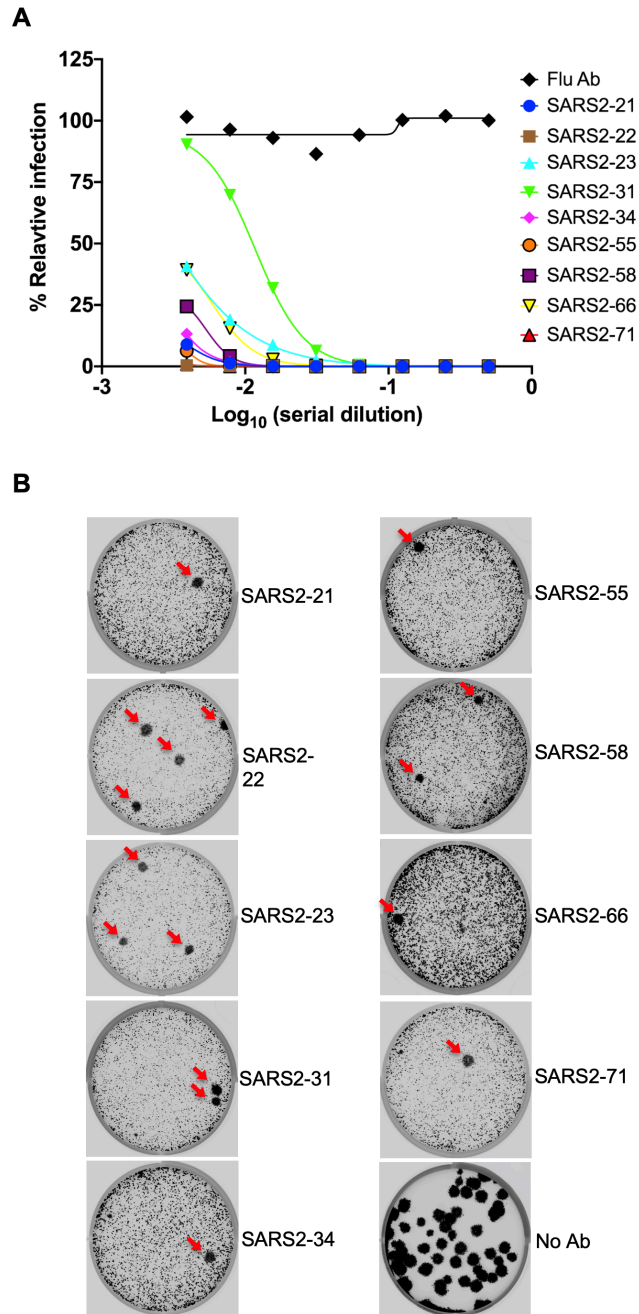 A
125
100
75
50
25
0
% Relavtive infection
-3
-2
-1
0
Log10 (serial dilution)
Flu Ab
SARS2-21
SARS2-22
SARS2-23
SARS2-31
SARS2-34
SARS2-55
SARS2-58
SARS2-66
SARS2-71
B
SARS2-21
SARS2-
22
SARS2-23
SARS2-31
SARS2-34
SARS2-55
SARS2-58
SARS2-66
SARS2-71
No Ab